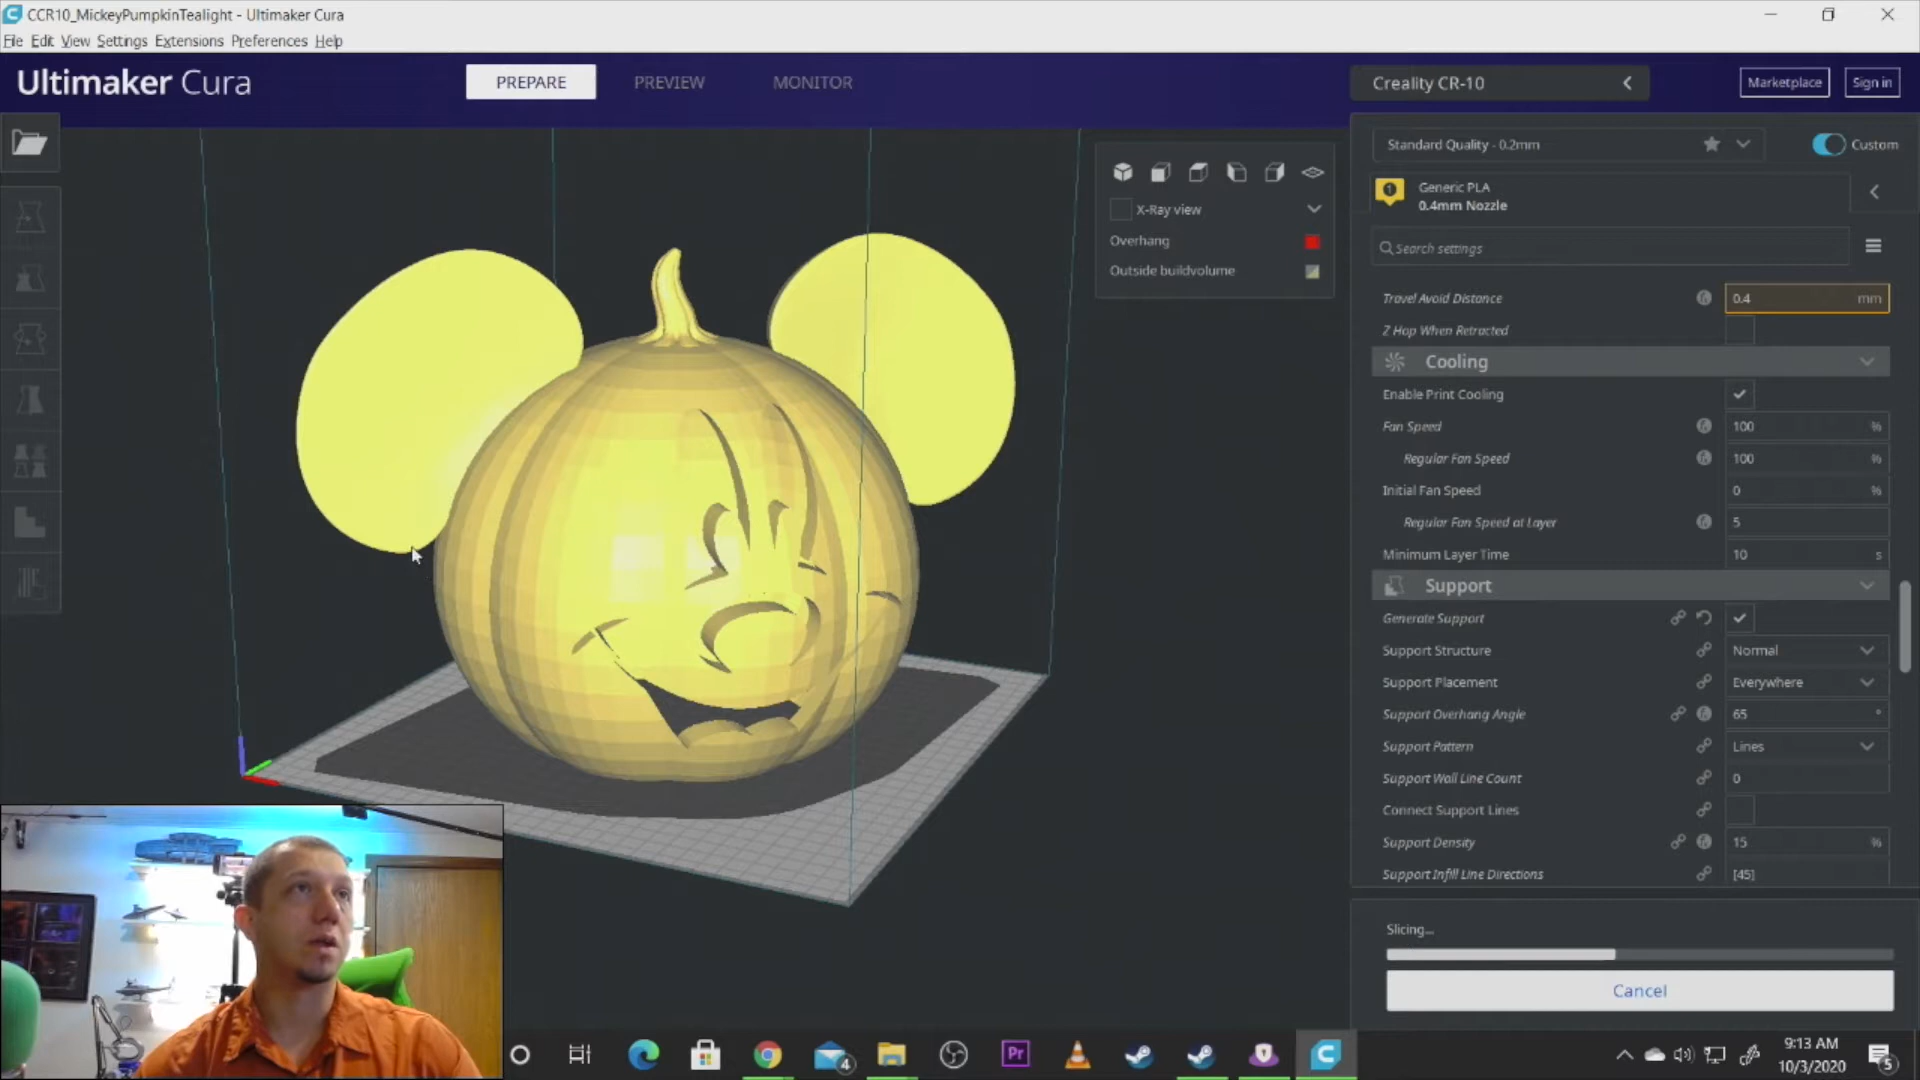 CCR10_MickeyPumpkinTealight - Ultimaker Cura
File Edit View Settings Extensions Preferences Help
Ultimaker Cura
PREPARE
PREVIEW
MONITOR
Creality CR-10
Marketplace
Sign in
Standard Quality - 0.2mm
Custom
1
Generic PLA
0.4mm Nozzle
X-Ray view
Overhang
Outside buildvolume
Search settings
Travel Avoid Distance 0.4 mm
Z Hop When Retracted
Cooling
Enable Print Cooling
Fan Speed 100 %
Regular Fan Speed 100 %
Initial Fan Speed 0 %
Regular Fan Speed at Layer 5
Minimum Layer Time 10 s
Support
Generate Support
Support Structure Normal
Support Placement Everywhere
Support Overhang Angle 65 °
Support Pattern Lines
Support Wall Line Count 0
Connect Support Lines
Support Density 15 %
Support Infill Line Directions [45]
Slicing...
Cancel
4
Pr
9:13 AM
10/3/2020
5